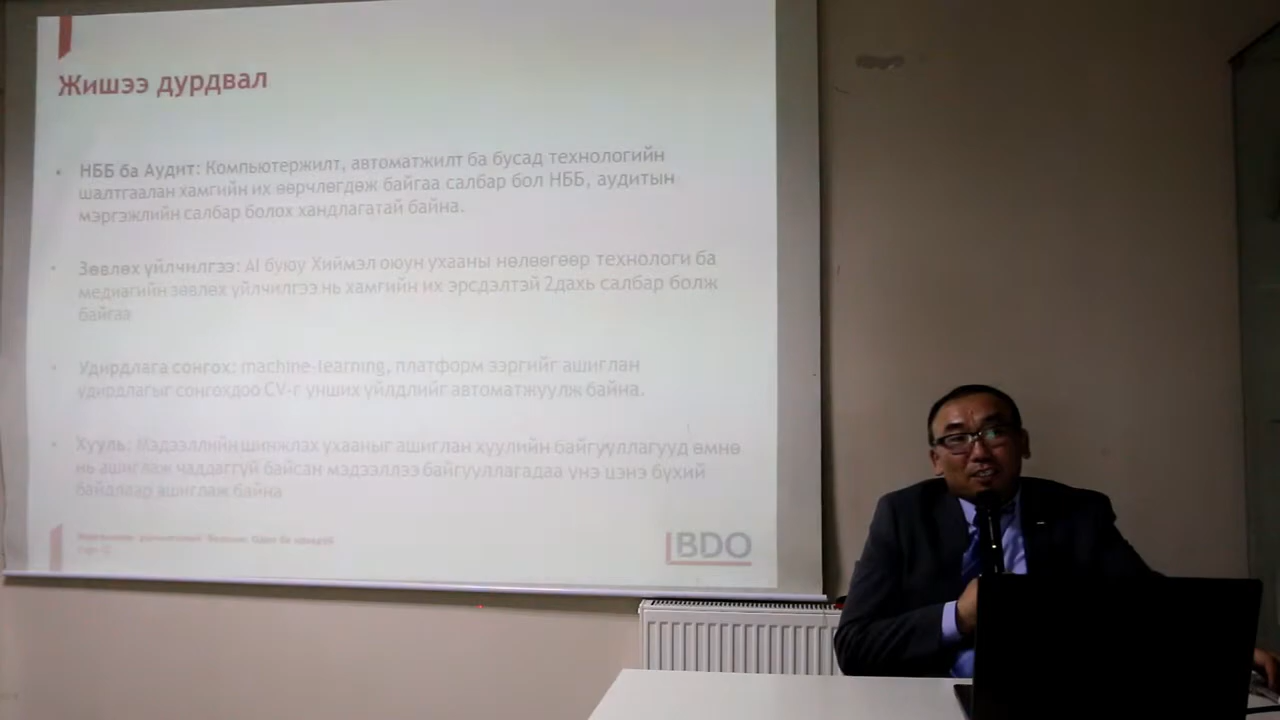 Жишээ дурдвал
НББ ба Аудит: Компьютержилт, автоматжилт ба бусад технологийн
шалтгаалан хамгийн их өөрчлөгдөж байгаа салбар бол НББ, аудитын
мэргэжлийн салбар болох хандлагатай байна.
Зөвлөх үйлчилгээ: AI буюу Хиймэл оюун ухааны нөлөөгөөр технологи ба
медиагийн зөвлөх үйлчилгээ нь хамгийн их эрсдэлтэй 2дахь салбар болж
байгаа
Удирдлага сонгох: machine-learning, платформ зэргийг ашиглан
удирдлагыг сонгохдоо CV-г унших үйлдлийг автоматжуулж байна.
Хууль: Мэдээллийн шинжлэх ухааныг ашиглан хуулийн байгууллагууд өмнө
нь ашиглаж чаддаггүй байсан мэдээллээ байгууллагадаа үнэ цэнэ бүхий
байдлаар ашиглаж байна
BDO